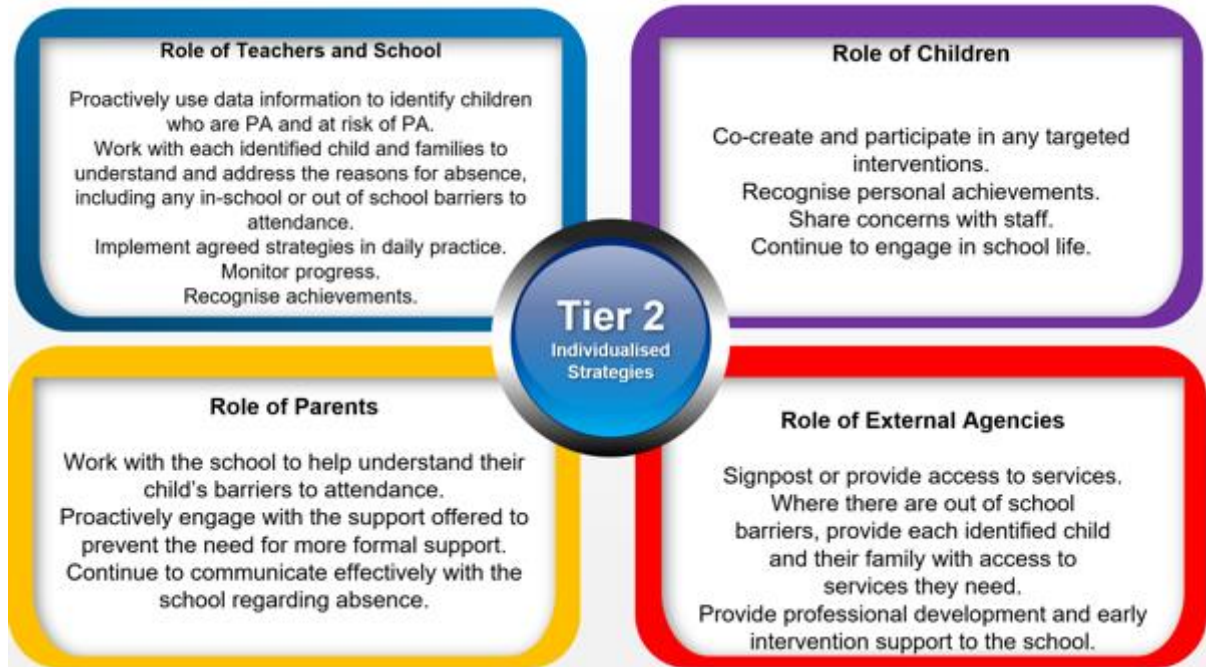 Role of Teachers and School
Proactively use data information to identify children
who are PA and at risk of PA.
Work with each identified child and families to
understand and address the reasons for absence,
including any in-school or out of school barriers to
attendance.
Implement agreed strategies in daily practice.
Monitor progress.
Recognise achievements.
Role of Children
Co-create and participate in any targeted
interventions.
Recognise personal achievements.
Share concerns with staff.
Continue to engage in school life.
Tier 2
Individualised
Strategies
Role of Parents
Work with the school to help understand their
child's barriers to attendance.
Proactively engage with the support offered to
prevent the need for more formal support.
Continue to communicate effectively with the
school regarding absence.
Role of External Agencies
Signpost or provide access to services.
Where there are out of school
barriers, provide each identified child
and their family with access to
services they need.
Provide professional development and early
intervention support to the school.